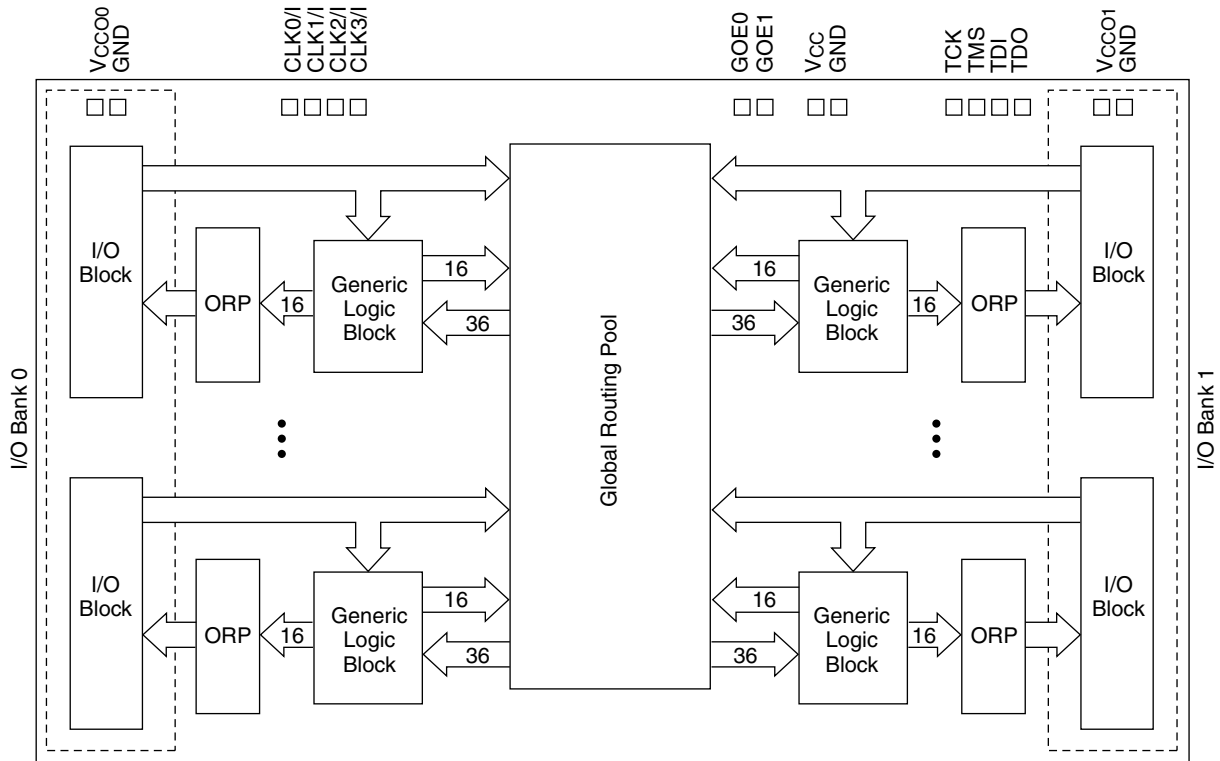 VCCO0
GND
CLK0/I
CLK1/I
CLK2/I
CLK3/I
GOE0
GOE1
VCC
GND
TCK
TMS
TDI
TDO
VCCO1
GND
I/O Bank 0
I/O
Block
ORP
16
Generic
Logic
Block
16
36
Global Routing Pool
16
36
Generic
Logic
Block
16
ORP
I/O
Block
I/O Bank 1
I/O
Block
ORP
16
Generic
Logic
Block
16
36
16
36
Generic
Logic
Block
16
ORP
I/O
Block